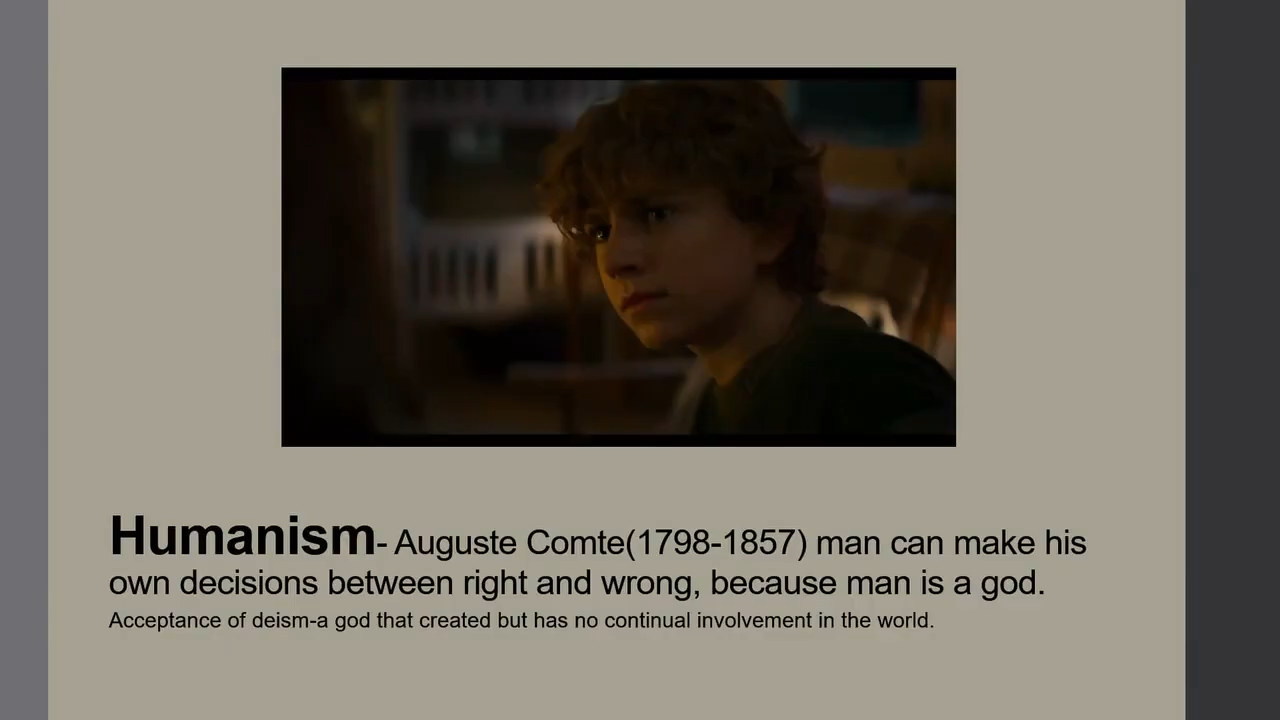 Humanism- Auguste Comte(1798-1857) man can make his
own decisions between right and wrong, because man is a god.
Acceptance of deism-a god that created but has no continual involvement in the world.